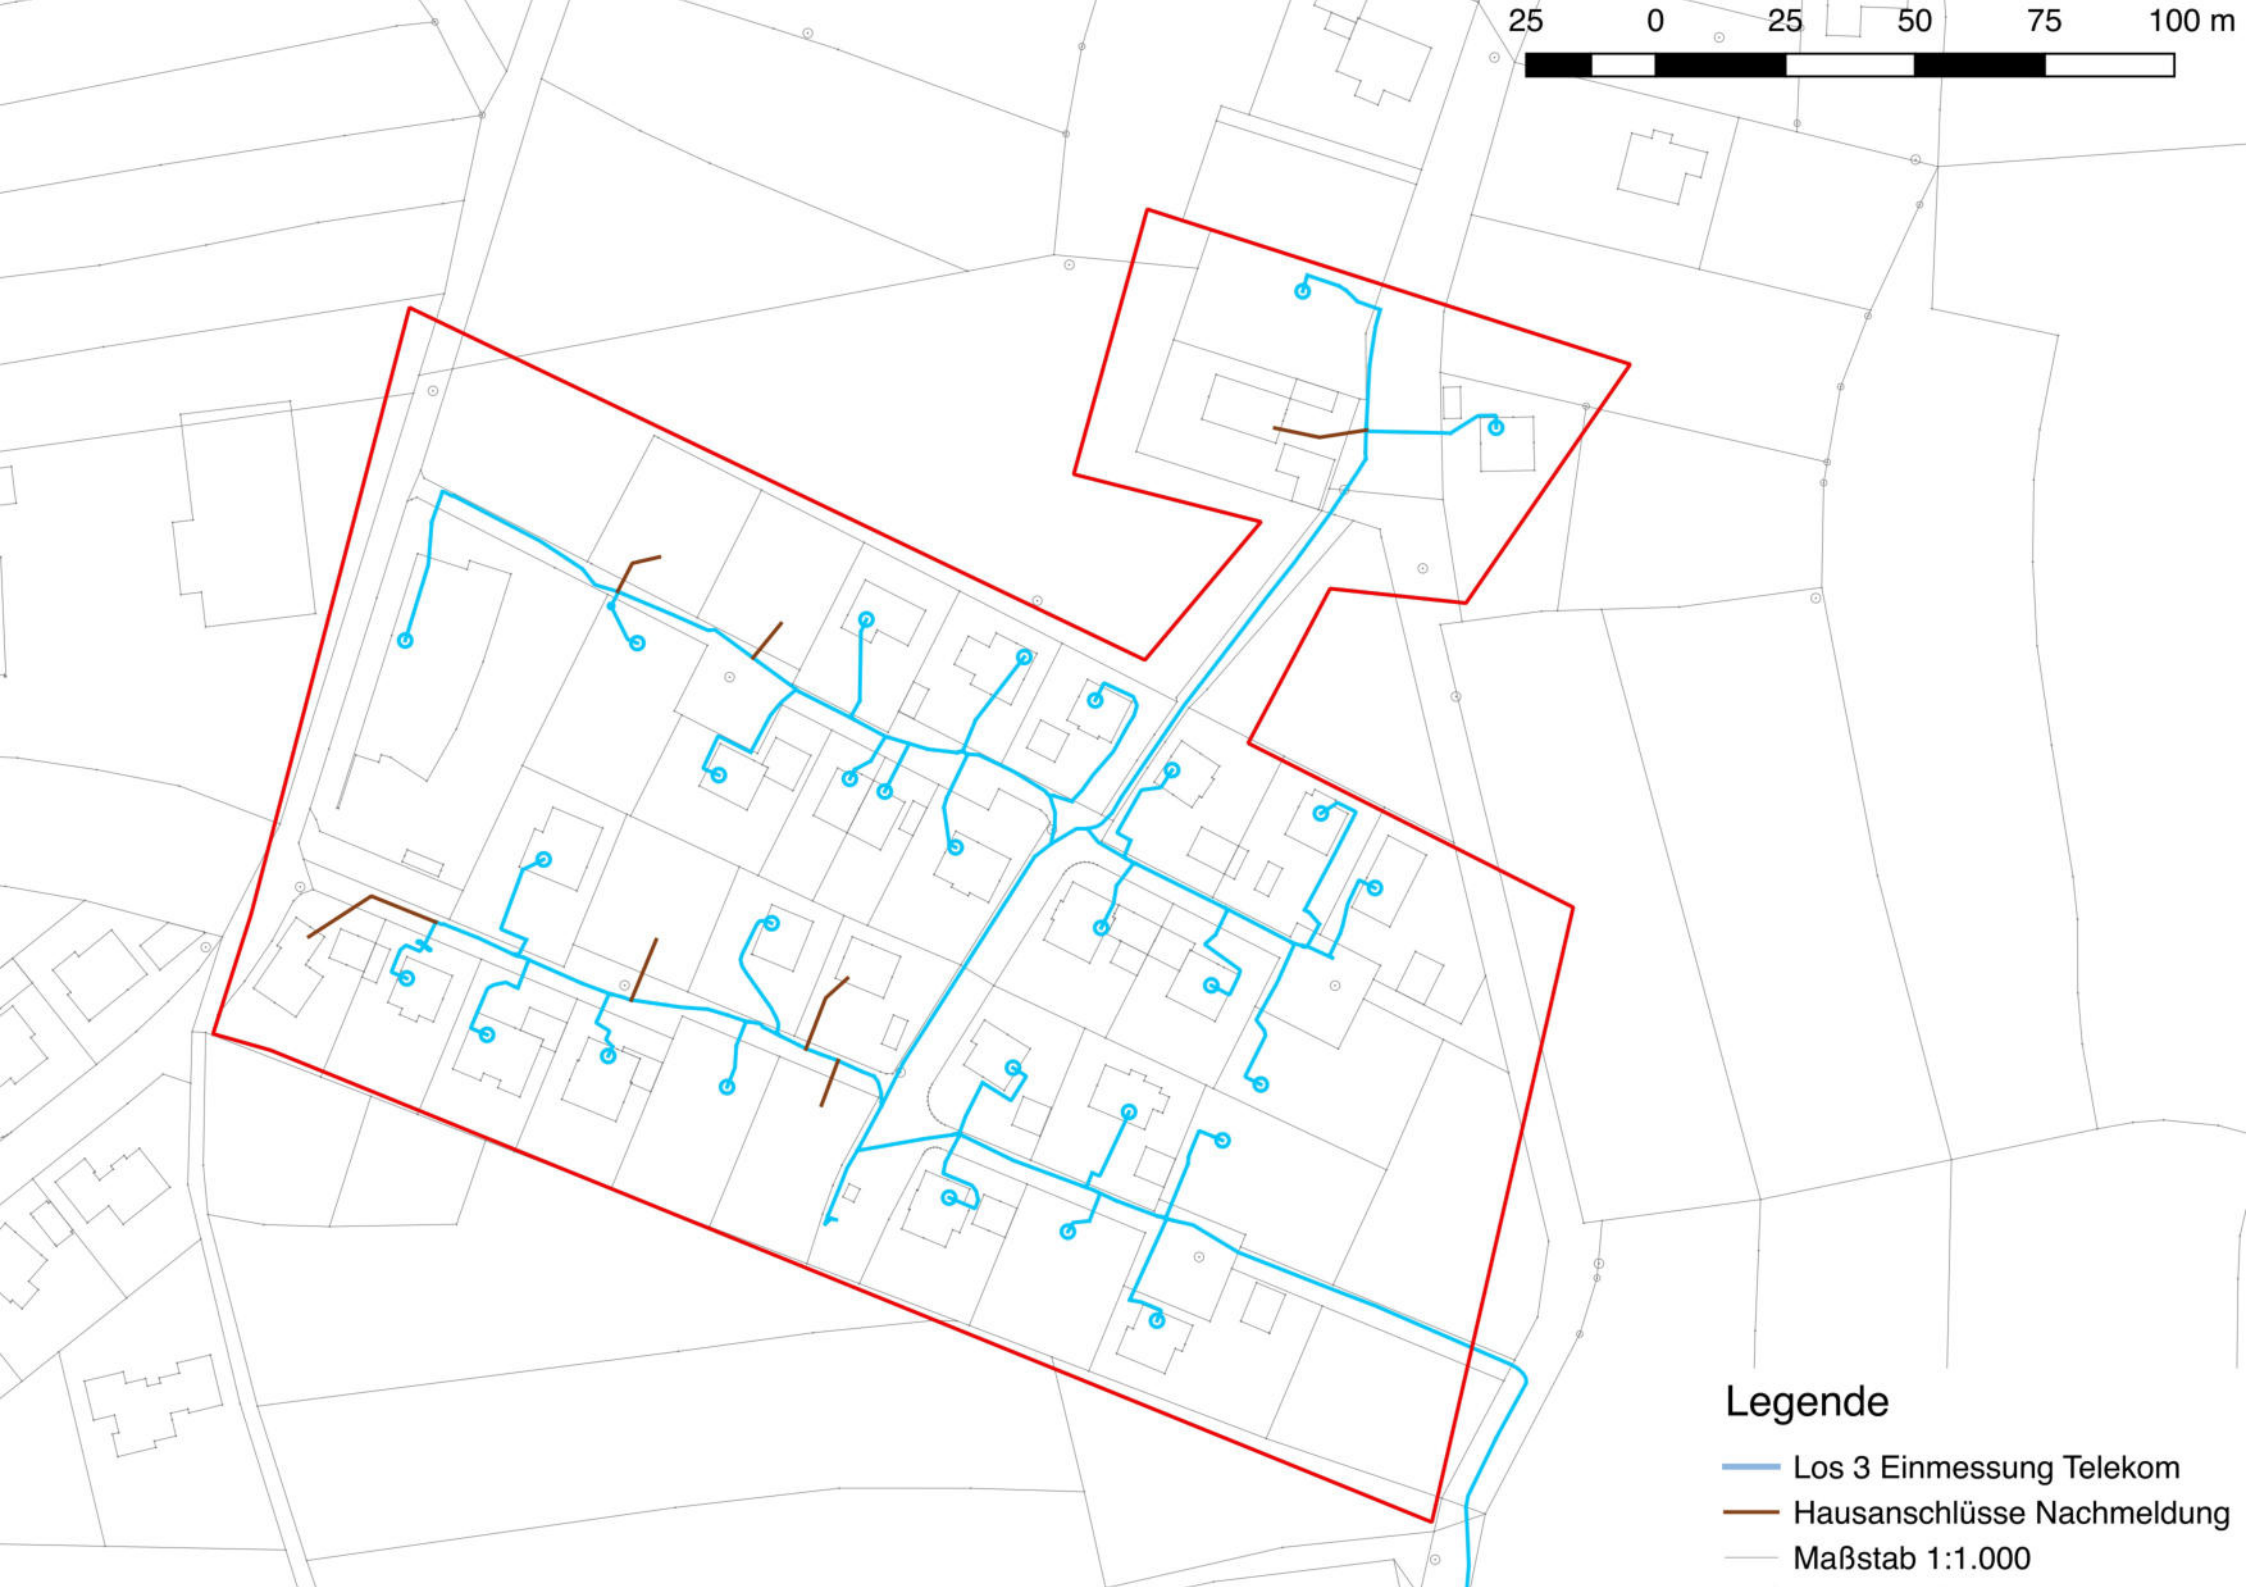 25 0 25 50 75 100 m
Legende
Los 3 Einmessung Telekom
Hausanschlüsse Nachmeldung
Maßstab 1:1.000